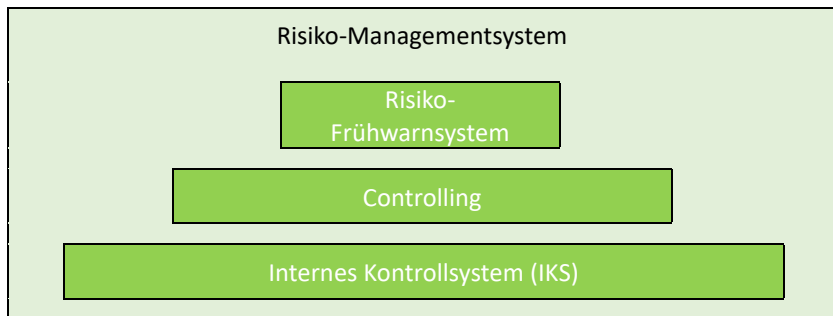 Risiko-Managementsystem
Risiko-
Frühwarnsystem
Controlling
Internes Kontrollsystem (IKS)